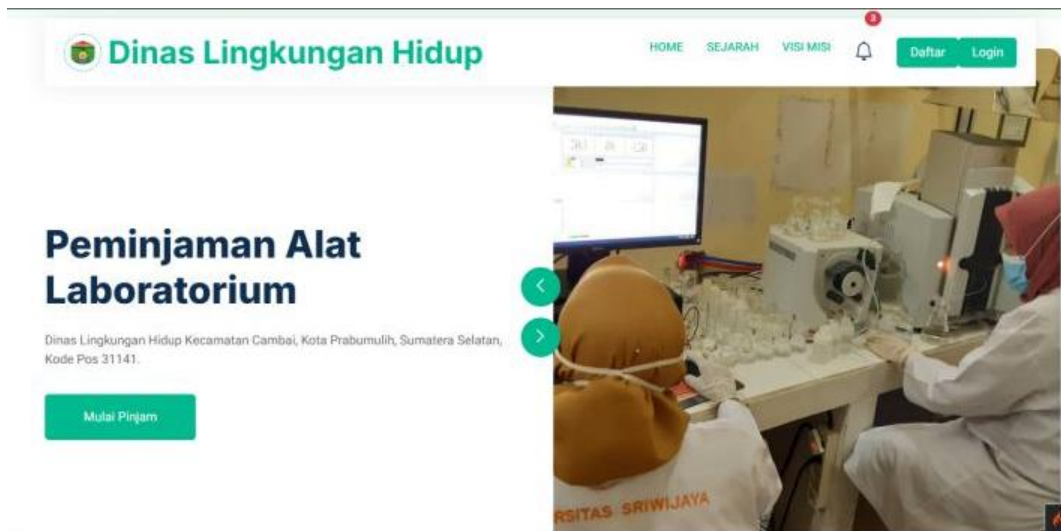 Dinas Lingkungan Hidup
HOME SEJARAH VISI MISI
3
Daftar Login
Peminjaman Alat
Laboratorium
Dinas Lingkungan Hidup Kecamatan Cambai, Kota Prabumulih, Sumatera Selatan,
Kode Pos 31141.
Mulai Pinjam
RSITAS SRIWIJAYA